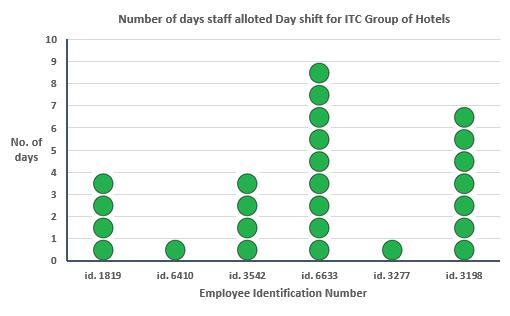 Number of days staff alloted Day shift for ITC Group of Hotels
10
9
8
7
6
5
4
3
2
1
0
No. of
days
id. 1819 id. 6410 id. 3542 id. 6633 id. 3277 id. 3198
Employee Identification Number